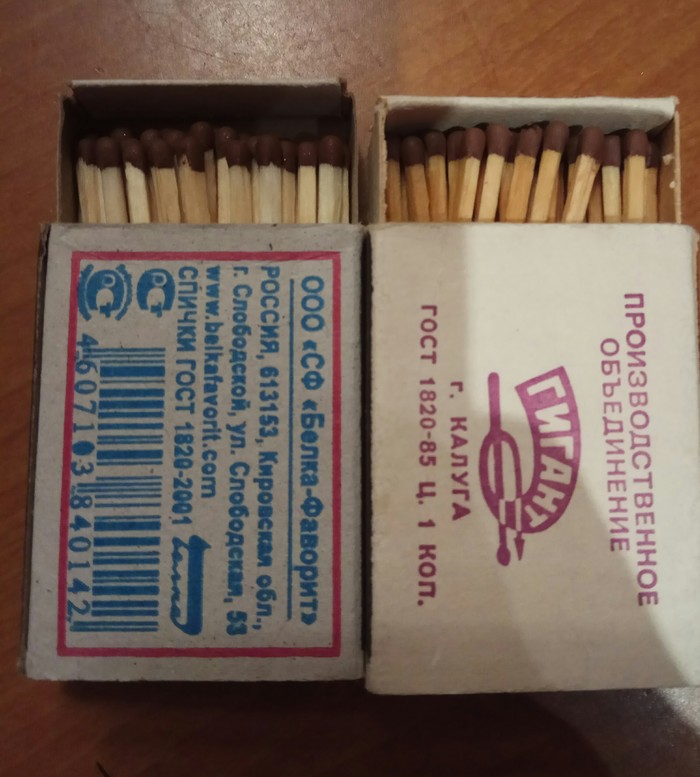 ООО «СФ «Белка-Фаворит»
РОССИЯ, 613153, Кировская обл.,
г. Слободской, ул. Слободская, 53
www.belkafavorit.com
СПИЧКИ ГОСТ 1820-2001
Белка
4607103840142
ПРОИЗВОДСТВЕННОЕ
ОБЪЕДИНЕНИЕ
ГИГАНТ
г. КАЛУГА
ГОСТ 1820-85 Ц. 1 КОП.